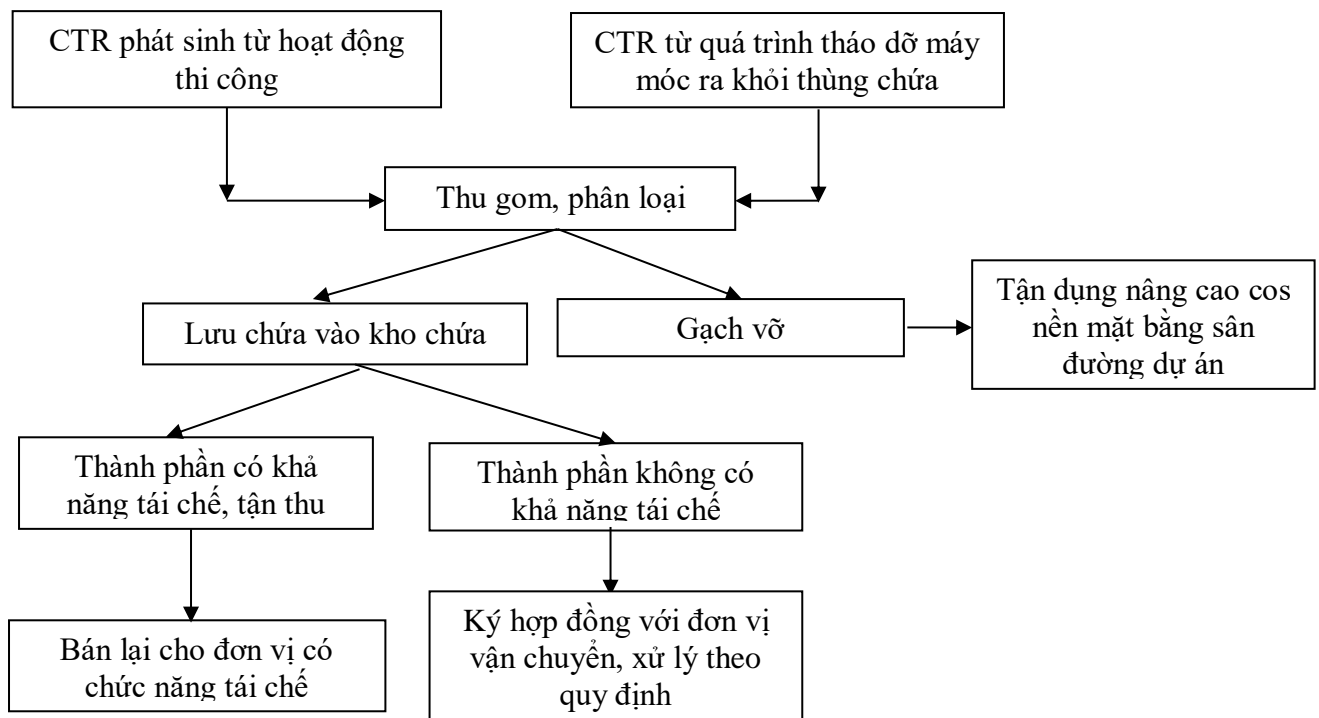 CTR phát sinh từ hoạt động
thi công
CTR từ quá trình tháo dỡ máy
móc ra khỏi thùng chứa
Thu gom, phân loại
Lưu chứa vào kho chứa
Gạch vỡ
Tận dụng nâng cao cos
nền mặt bằng sân
đường dự án
Thành phần có khả
năng tái chế, tận thu
Thành phần không có
khả năng tái chế
Bán lại cho đơn vị có
chức năng tái chế
Ký hợp đồng với đơn vị
vận chuyển, xử lý theo
quy định